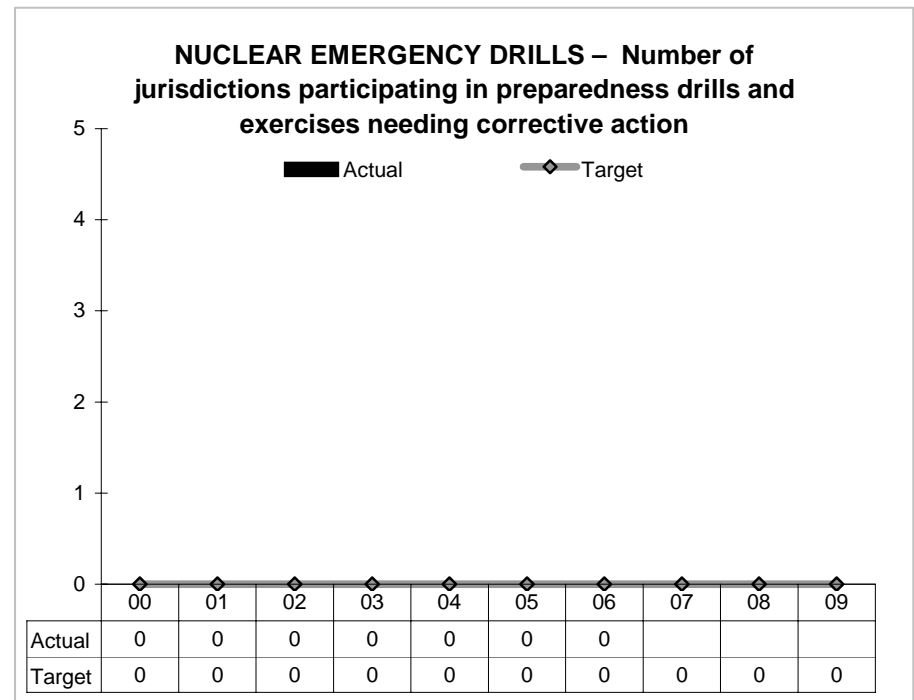 NUCLEAR EMERGENCY DRILLS – Number of
jurisdictions participating in preparedness drills and
exercises needing corrective action
Actual Target
5
4
3
2
1
0
00 01 02 03 04 05 06 07 08 09
Actual 0 0 0 0 0 0 0
Target 0 0 0 0 0 0 0 0 0 0